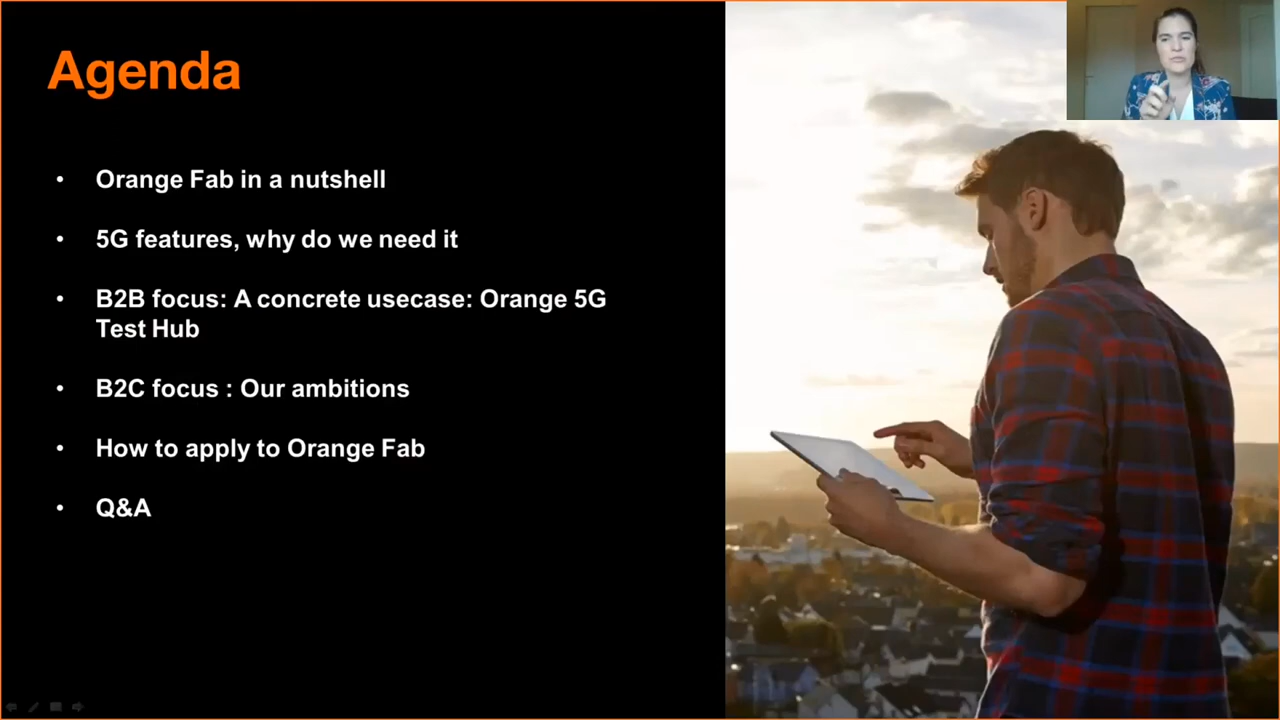 Agenda
• Orange Fab in a nutshell
• 5G features, why do we need it
• B2B focus: A concrete usecase: Orange 5G
Test Hub
• B2C focus : Our ambitions
• How to apply to Orange Fab
• Q&A